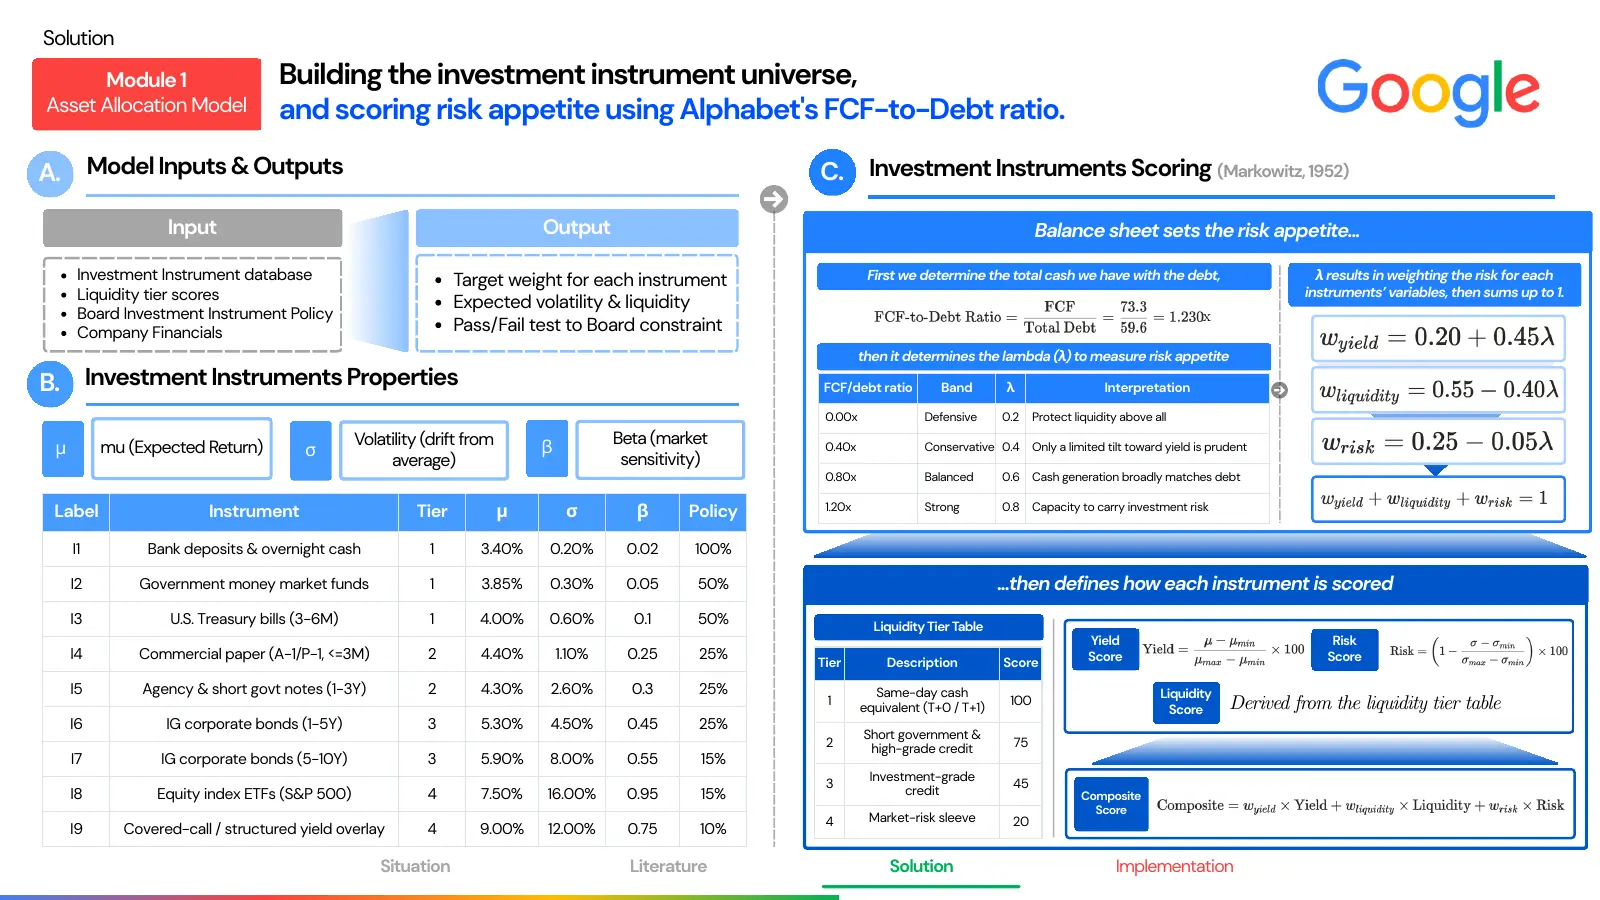 Solution
Module 1
Asset Allocation Model
Building the investment instrument universe,
and scoring risk appetite using Alphabet's FCF-to-Debt ratio.
Google
A.
Model Inputs & Outputs
Input
• Investment Instrument database
• Liquidity tier scores
• Board Investment Instrument Policy
• Company Financials
Output
• Target weight for each instrument
• Expected volatility & liquidity
• Pass/Fail test to Board constraint
B.
Investment Instruments Properties
μ
mu (Expected Return)
σ
Volatility (drift from
average)
β
Beta (market
sensitivity)
Label Instrument Tier μ σ β Policy
I1 Bank deposits & overnight cash 1 3.40% 0.20% 0.02 100%
I2 Government money market funds 1 3.85% 0.30% 0.05 50%
I3 U.S. Treasury bills (3-6M) 1 4.00% 0.60% 0.1 50%
I4 Commercial paper (A-1/P-1, <=3M) 2 4.40% 1.10% 0.25 25%
I5 Agency & short govt notes (1-3Y) 2 4.30% 2.60% 0.3 25%
I6 IG corporate bonds (1-5Y) 3 5.30% 4.50% 0.45 25%
I7 IG corporate bonds (5-10Y) 3 5.90% 8.00% 0.55 15%
I8 Equity index ETFs (S&P 500) 4 7.50% 16.00% 0.95 15%
I9 Covered-call / structured yield overlay 4 9.00% 12.00% 0.75 10%
C.
Investment Instruments Scoring (Markowitz, 1952)
Balance sheet sets the risk appetite...
First we determine the total cash we have with the debt,
FCF-to-Debt Ratio = FCF / Total Debt = 73.3 / 59.6 = 1.230x
then it determines the lambda (λ) to measure risk appetite
FCF/debt ratio Band λ Interpretation
0.00x Defensive 0.2 Protect liquidity above all
0.40x Conservative 0.4 Only a limited tilt toward yield is prudent
0.80x Balanced 0.6 Cash generation broadly matches debt
1.20x Strong 0.8 Capacity to carry investment risk
λ results in weighting the risk for each
instruments' variables, then sums up to 1.
w_yield = 0.20 + 0.45λ
w_liquidity = 0.55 − 0.40λ
w_risk = 0.25 − 0.05λ
w_yield + w_liquidity + w_risk = 1
...then defines how each instrument is scored
Liquidity Tier Table
Tier Description Score
1 Same-day cash equivalent (T+0 / T+1) 100
2 Short government & high-grade credit 75
3 Investment-grade credit 45
4 Market-risk sleeve 20
Yield
Score
Yield = (μ − μ_min) / (μ_max − μ_min) × 100
Risk
Score
Risk = (1 − (σ − σ_min) / (σ_max − σ_min)) × 100
Liquidity
Score
Derived from the liquidity tier table
Composite
Score
Composite = w_yield × Yield + w_liquidity × Liquidity + w_risk × Risk
Situation
Literature
Solution
Implementation